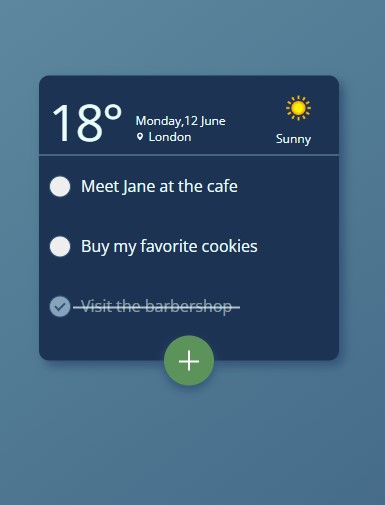 18°
Monday,12 June
London
Sunny
Meet Jane at the cafe
Buy my favorite cookies
Visit the barbershop